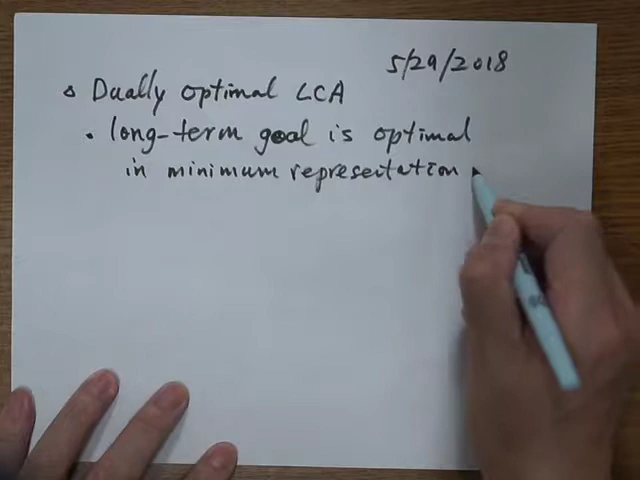 5/29/2018
Dually optimal LCA
• long-term goal is optimal
in minimum representation